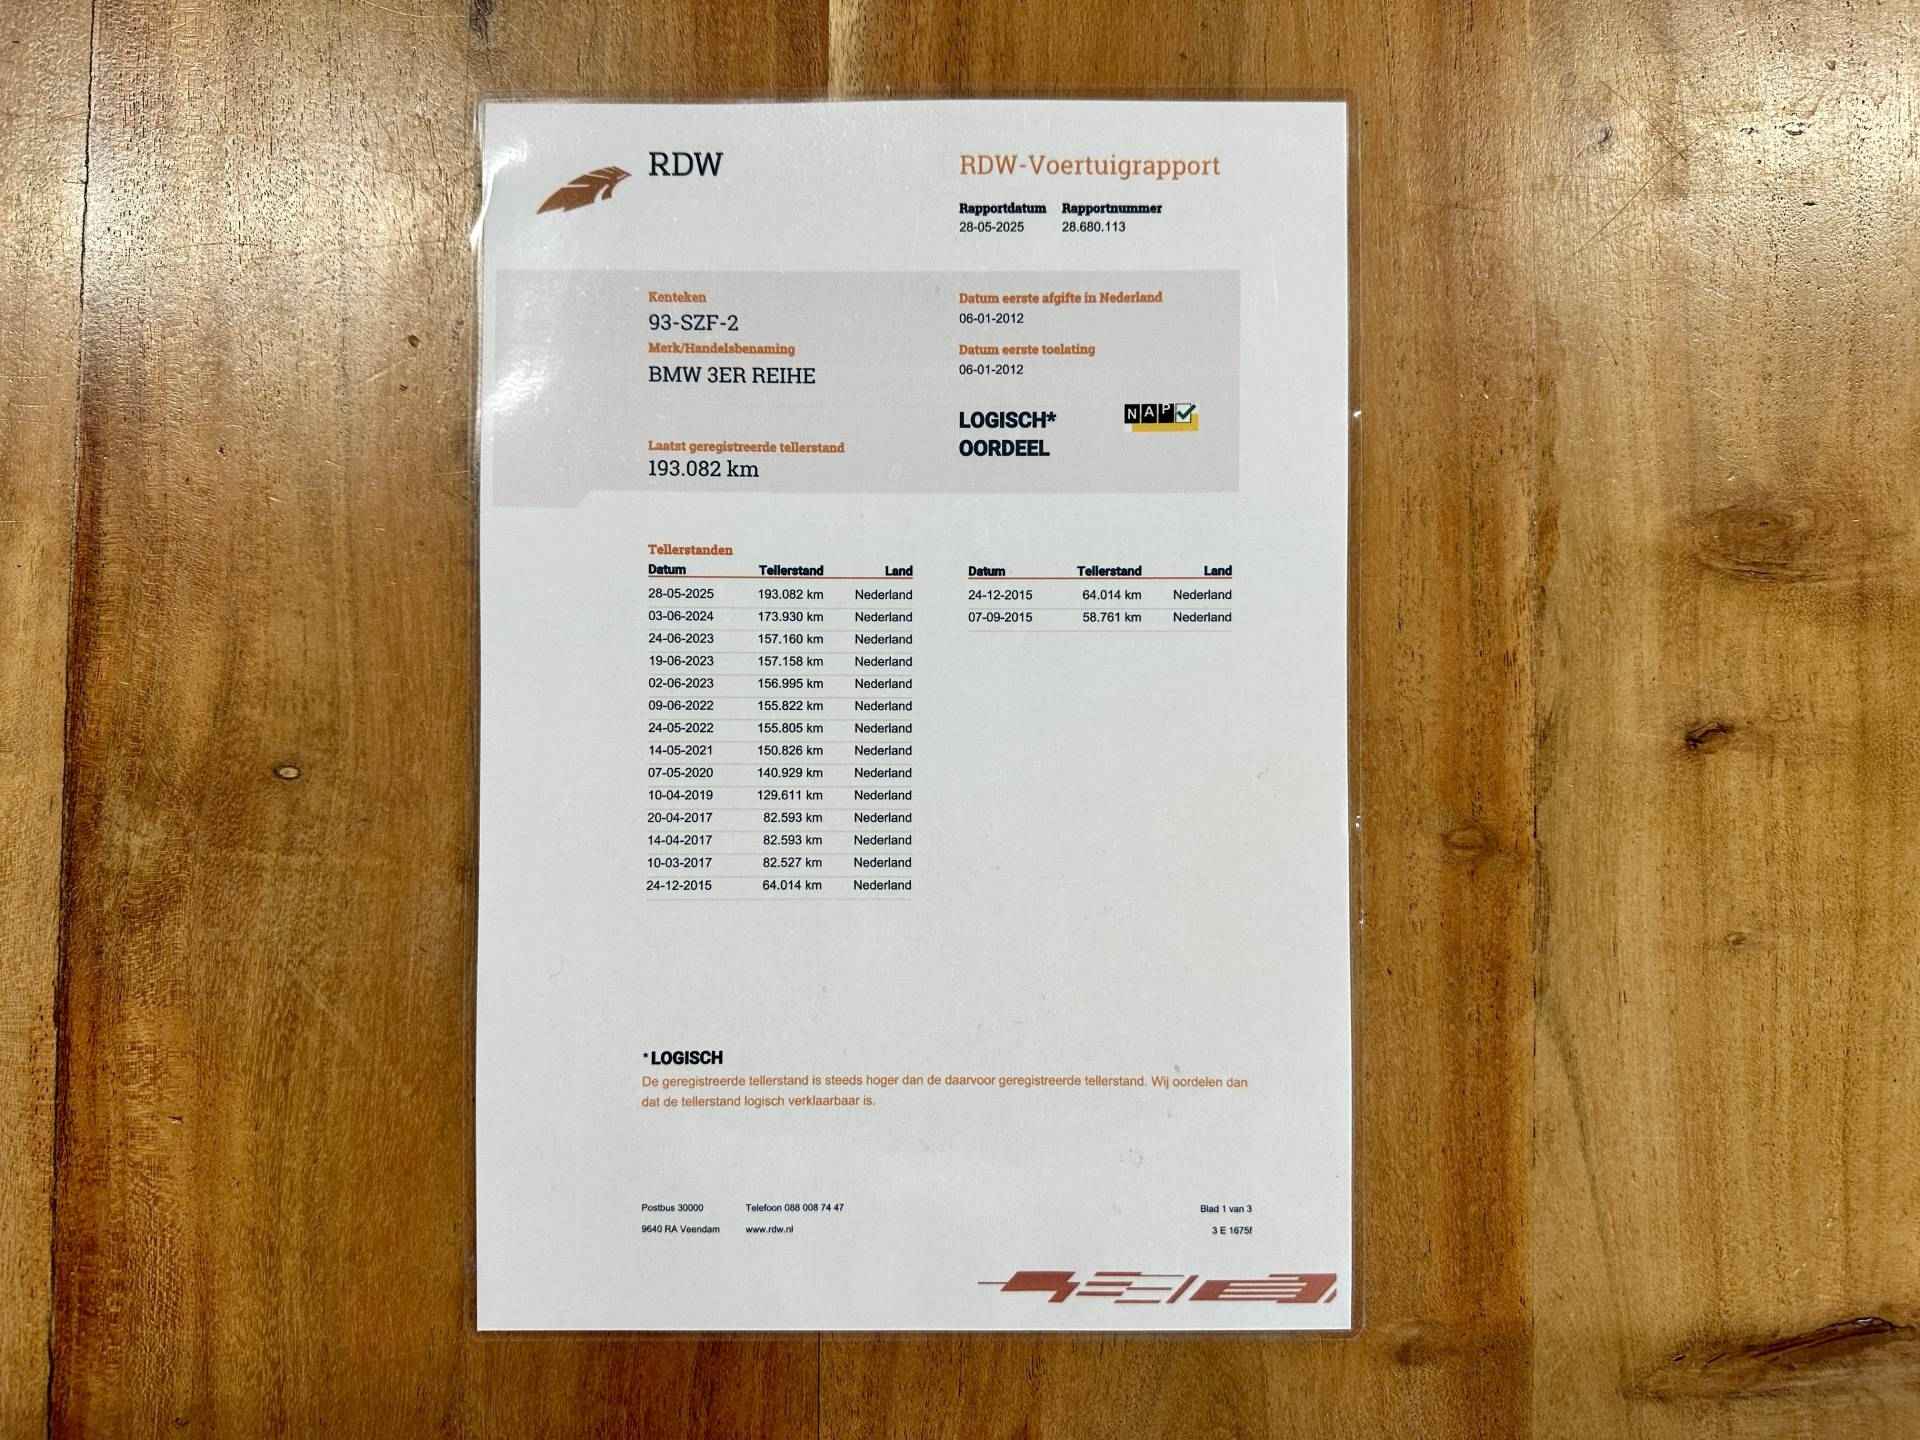 RDW
RDW-Voertuigrapport
Rapportdatum Rapportnummer
28-05-2025 28.680.113
Kenteken
93-SZF-2
Merk/Handelsbenaming
BMW 3ER REIHE
Laatst geregistreerde tellerstand
193.082 km
Datum eerste afgifte in Nederland
06-01-2012
Datum eerste toelating
06-01-2012
LOGISCH*
OORDEEL
NAP
Tellerstanden
Datum Tellerstand Land
28-05-2025 193.082 km Nederland
03-06-2024 173.930 km Nederland
24-06-2023 157.160 km Nederland
19-06-2023 157.158 km Nederland
02-06-2023 156.995 km Nederland
09-06-2022 155.822 km Nederland
24-05-2022 155.805 km Nederland
14-05-2021 150.826 km Nederland
07-05-2020 140.929 km Nederland
10-04-2019 129.611 km Nederland
20-04-2017 82.593 km Nederland
14-04-2017 82.593 km Nederland
10-03-2017 82.527 km Nederland
24-12-2015 64.014 km Nederland
Datum Tellerstand Land
24-12-2015 64.014 km Nederland
07-09-2015 58.761 km Nederland
*LOGISCH
De geregistreerde tellerstand is steeds hoger dan de daarvoor geregistreerde tellerstand. Wij oordelen dan
dat de tellerstand logisch verklaarbaar is.
Postbus 30000 Telefoon 088 008 74 47 Blad 1 van 3
9640 RA Veendam www.rdw.nl 3 E 1675f